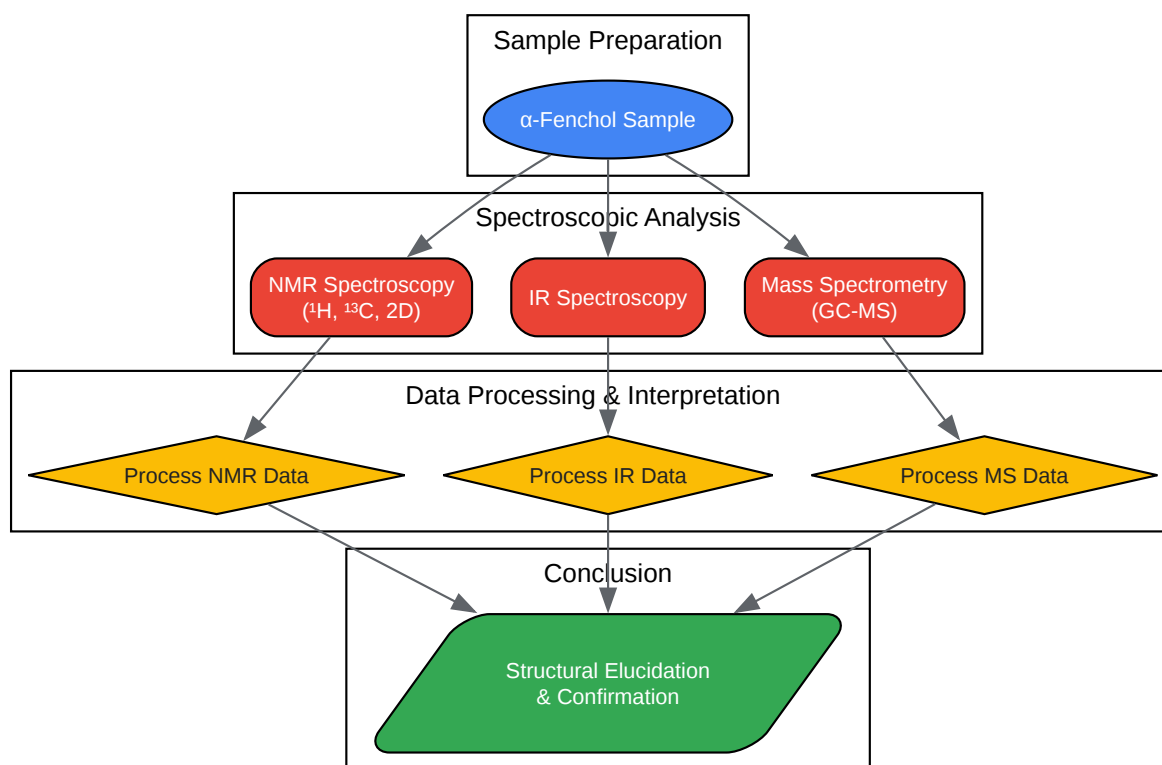 Sample Preparation
α-Fenchol Sample
Spectroscopic Analysis
NMR Spectroscopy
(¹H, ¹³C, 2D)
IR Spectroscopy
Mass Spectrometry
(GC-MS)
Data Processing & Interpretation
Process NMR Data
Process IR Data
Process MS Data
Conclusion
Structural Elucidation
& Confirmation